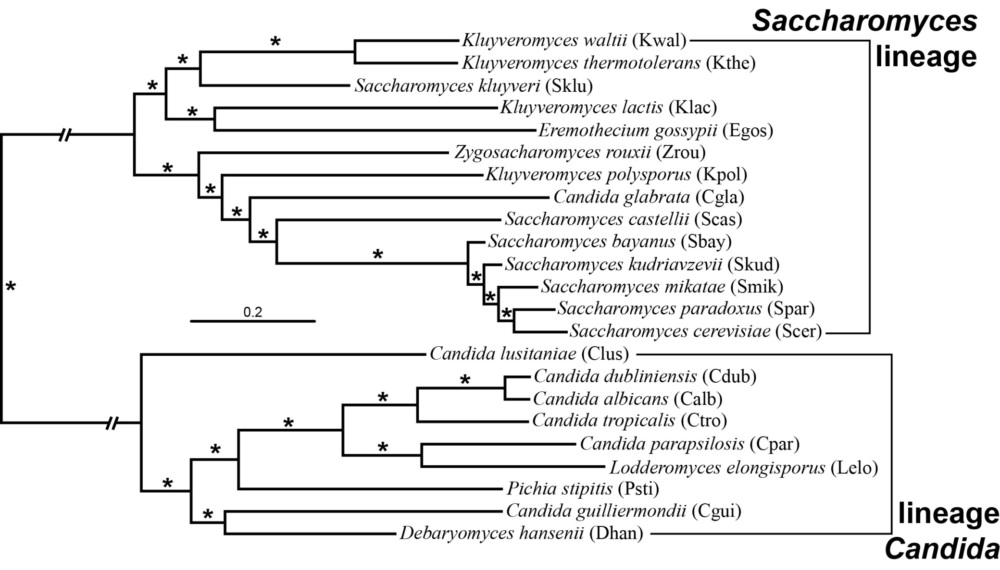 Saccharomyces
lineage
Kluyveromyces waltii (Kwal)
Kluyveromyces thermotolerans (Kthe)
Saccharomyces kluyveri (Sklu)
Kluyveromyces lactis (Klac)
Eremothecium gossypii (Egos)
Zygosacharomyces rouxii (Zrou)
Kluyveromyces polysporus (Kpol)
Candida glabrata (Cgla)
Saccharomyces castellii (Scas)
Saccharomyces bayanus (Sbay)
Saccharomyces kudriavzevii (Skud)
Saccharomyces mikatae (Smik)
Saccharomyces paradoxus (Spar)
Saccharomyces cerevisiae (Scer)
0.2
Candida lusitaniae (Clus)
Candida dubliniensis (Cdub)
Candida albicans (Calb)
Candida tropicalis (Ctro)
Candida parapsilosis (Cpar)
Lodderomyces elongisporus (Lelo)
Pichia stipitis (Psti)
Candida guilliermondii (Cgui)
Debaryomyces hansenii (Dhan)
lineage
Candida